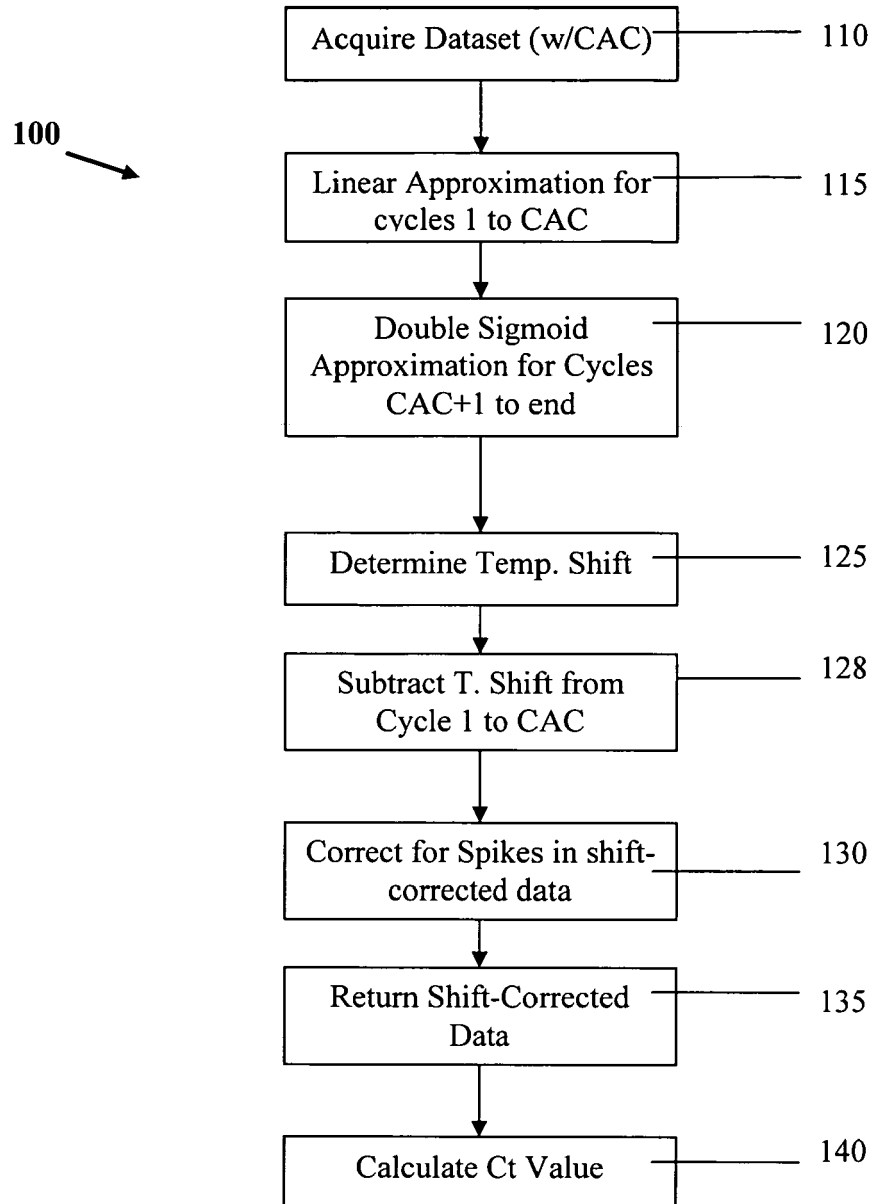 Acquire Dataset (w/CAC)
110
100
Linear Approximation for
cycles 1 to CAC
115
Double Sigmoid
Approximation for Cycles
CAC+1 to end
120
Determine Temp. Shift
125
Subtract T. Shift from
Cycle 1 to CAC
128
Correct for Spikes in shift-
corrected data
130
Return Shift-Corrected
Data
135
Calculate Ct Value
140